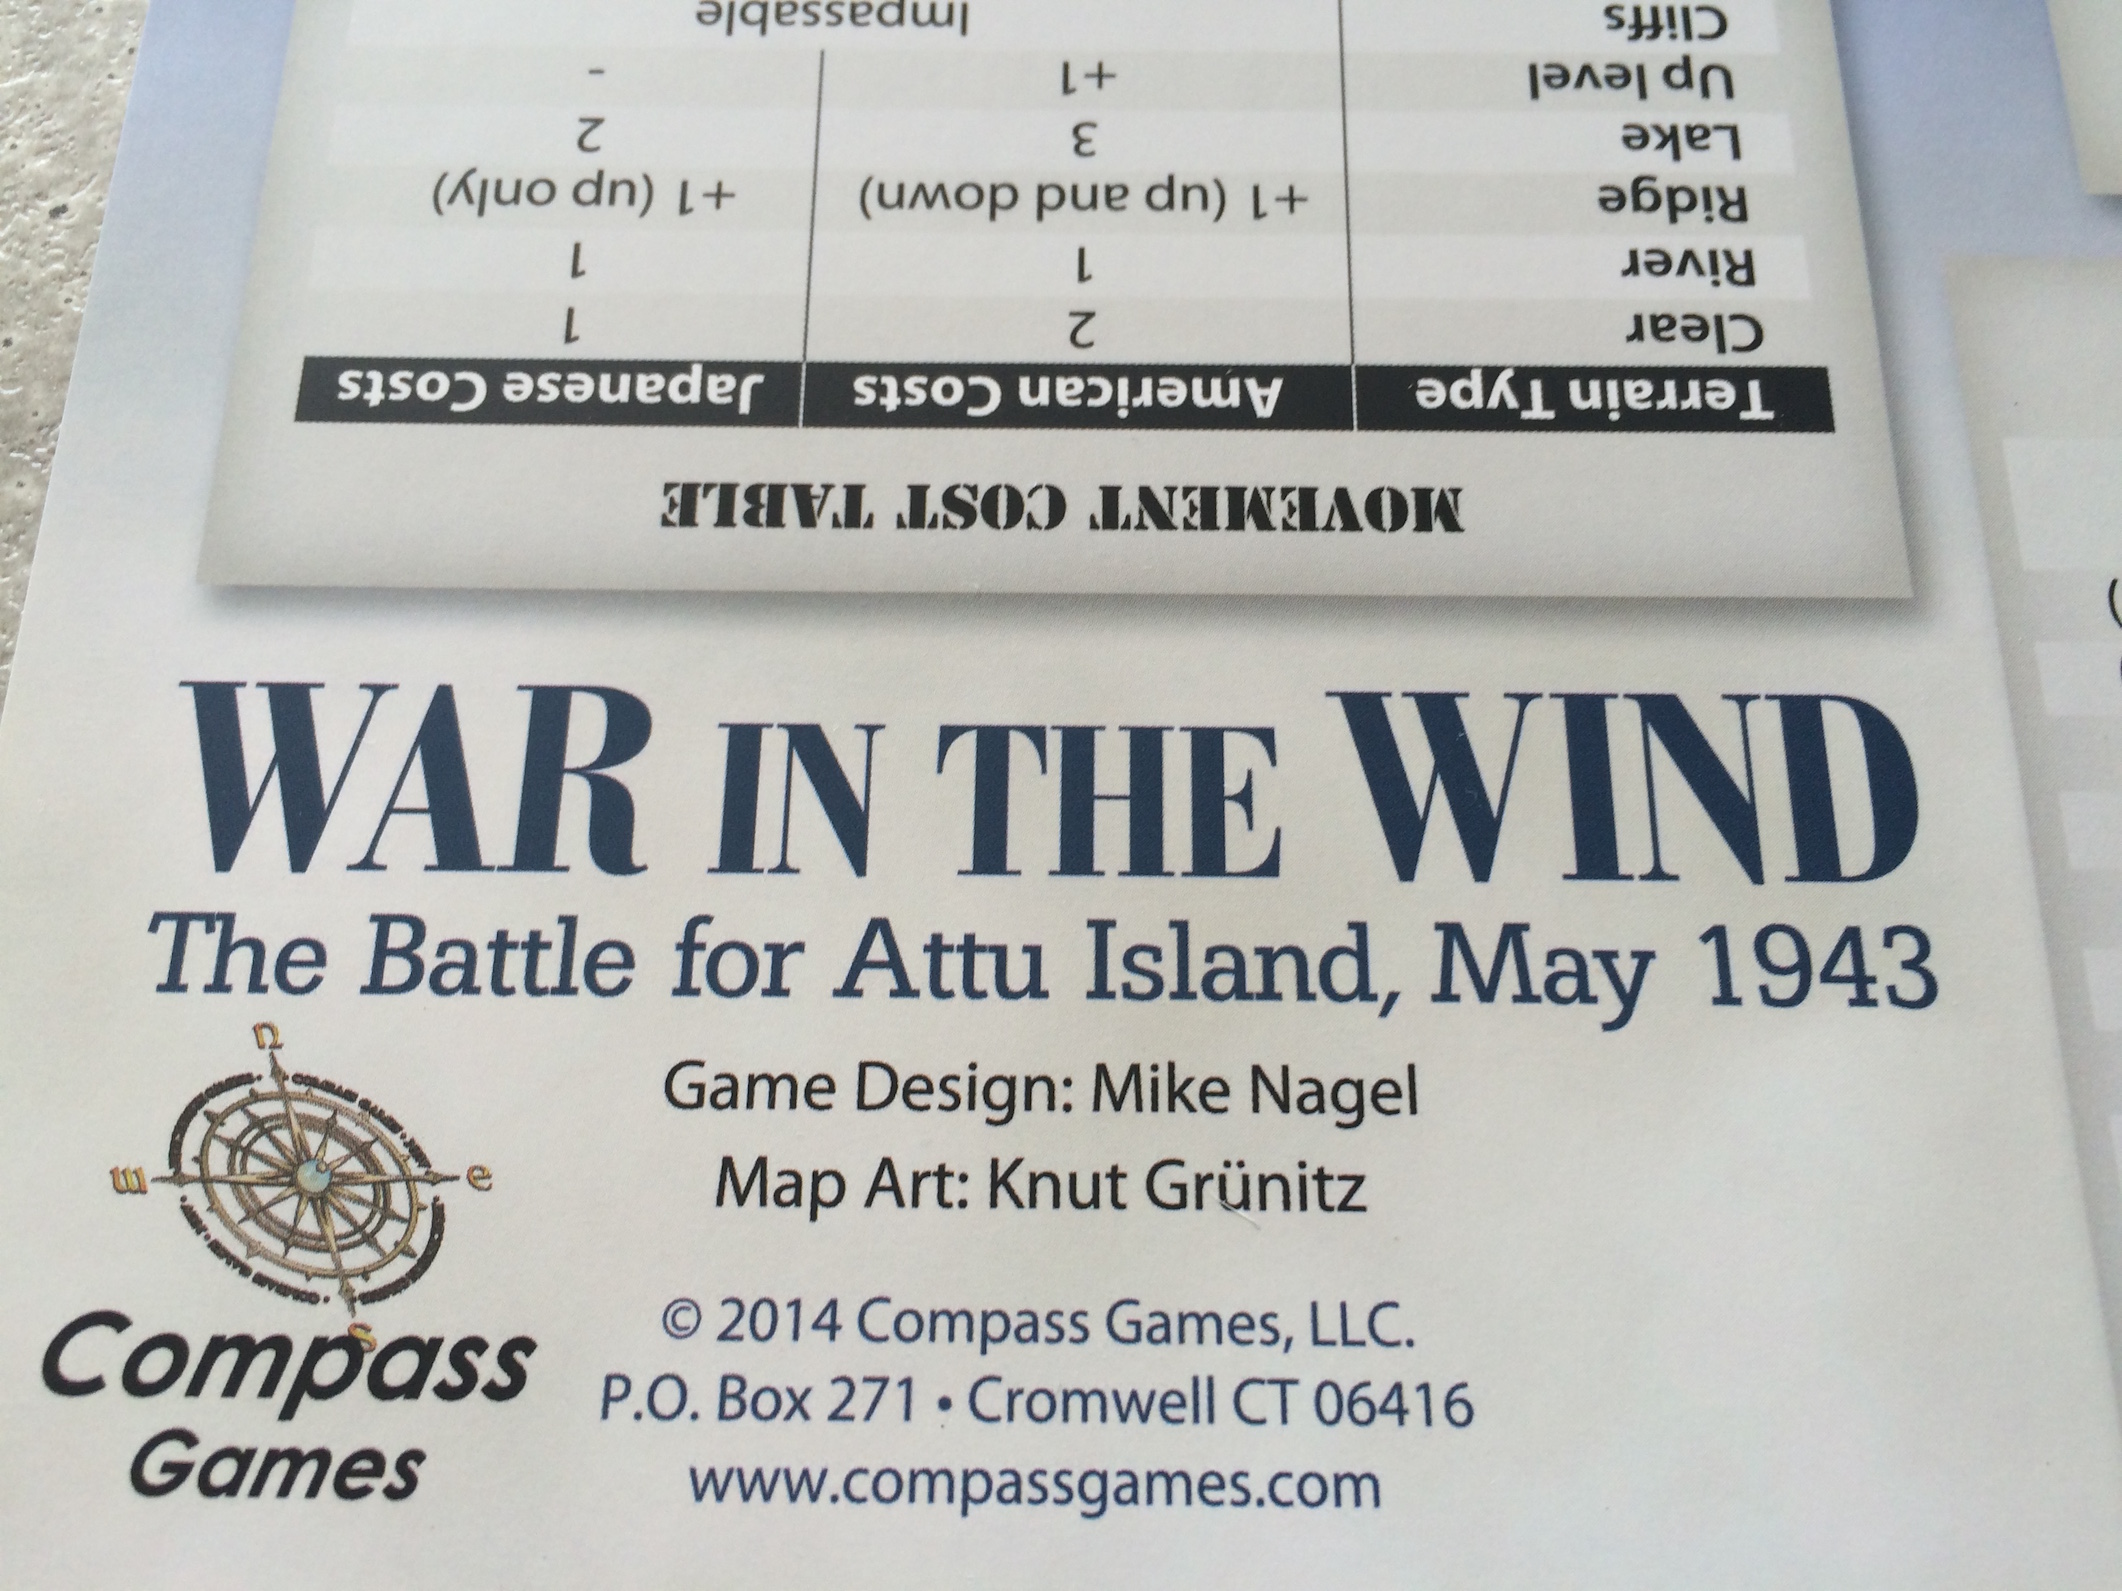 MOVEMENT COST TABLE
Terrain Type American Costs Japanese Costs
Clear 2 1
River 1 1
Ridge +1 (up and down) +1 (up only)
Lake 3 2
Up level +1 -
Cliffs Impassable
WAR IN THE WIND
The Battle for Attu Island, May 1943
n
w e
s
Compass
Games
Game Design: Mike Nagel
Map Art: Knut Grünitz
© 2014 Compass Games, LLC.
P.O. Box 271 • Cromwell CT 06416
www.compassgames.com